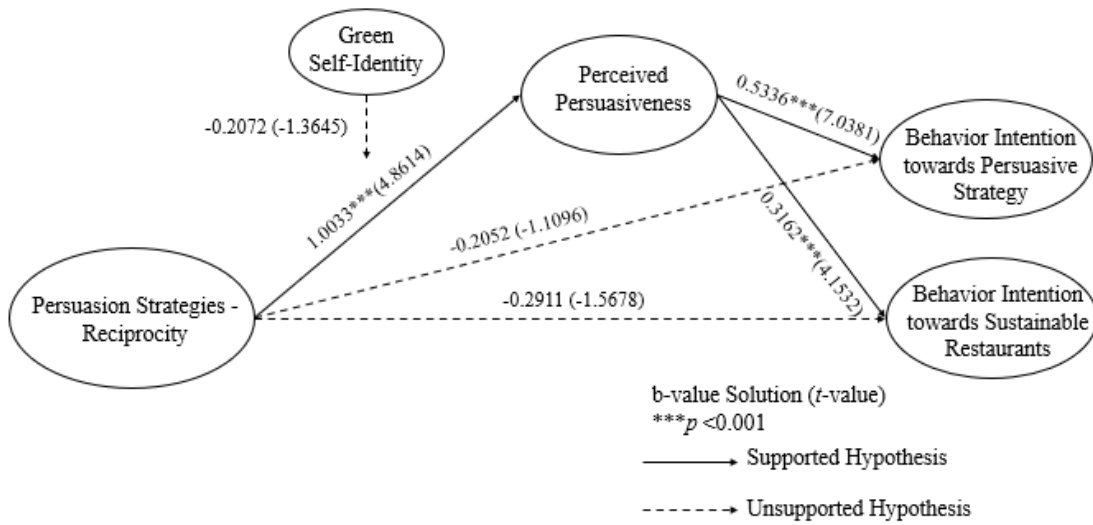 Green
Self-Identity
Perceived
Persuasiveness
0.5336***(7.0381)
-0.2072 (-1.3645)
Behavior Intention
towards Persuasive
Strategy
1.0033***(4.8614)
-0.2052 (-1.1096)
0.3162***(4.1532)
Persuasion Strategies -
Reciprocity
-0.2911 (-1.5678)
Behavior Intention
towards Sustainable
Restaurants
b-value Solution (t-value)
***p <0.001
Supported Hypothesis
Unsupported Hypothesis